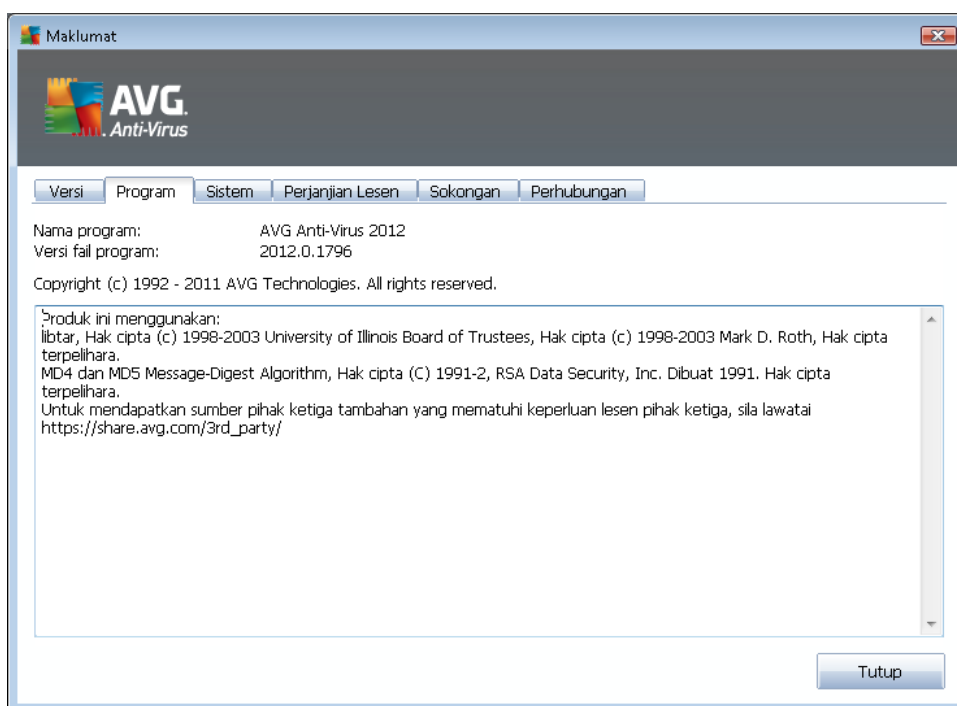 Maklumat
AVG.
Anti-Virus
Versi
Program
Sistem
Perjanjian Lesen
Sokongan
Perhubungan
Nama program: AVG Anti-Virus 2012
Versi fail program: 2012.0.1796
Copyright (c) 1992 - 2011 AVG Technologies. All rights reserved.
Produk ini menggunakan:
libtar, Hak cipta (c) 1998-2003 University of Illinois Board of Trustees, Hak cipta (c) 1998-2003 Mark D. Roth, Hak cipta
terpelihara.
MD4 dan MD5 Message-Digest Algorithm, Hak cipta (C) 1991-2, RSA Data Security, Inc. Dibuat 1991. Hak cipta
terpelihara.
Untuk mendapatkan sumber pihak ketiga tambahan yang mematuhi keperluan lesen pihak ketiga, sila lawatai
https://share.avg.com/3rd_party/
Tutup